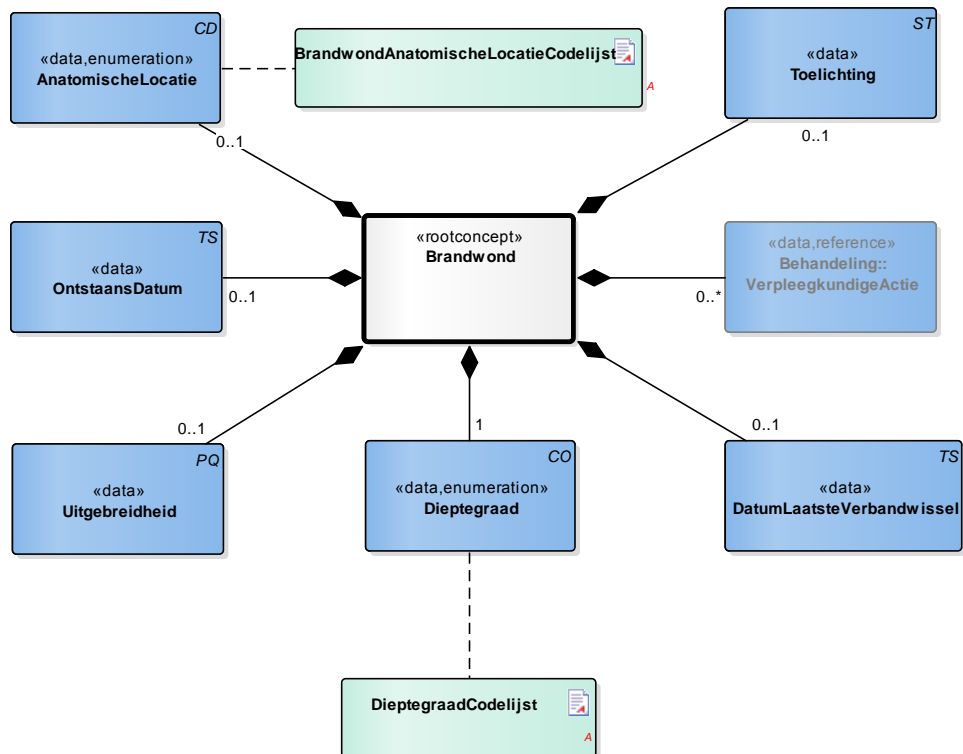 CD
«data,enumeration»
AnatomischeLocatie
0..1
BrandwondAnatomischeLocatieCodelijst
A
ST
«data»
Toelichting
0..1
TS
«data»
OntstaansDatum
0..1
«rootconcept»
Brandwond
«data,reference»
Behandeling::
VerpleegkundigeActie
0..*
0..1
PQ
«data»
Uitgebreidheid
1
CO
«data,enumeration»
Dieptegraad
0..1
TS
«data»
DatumLaatsteVerbandwissel
DieptegraadCodelijst
A